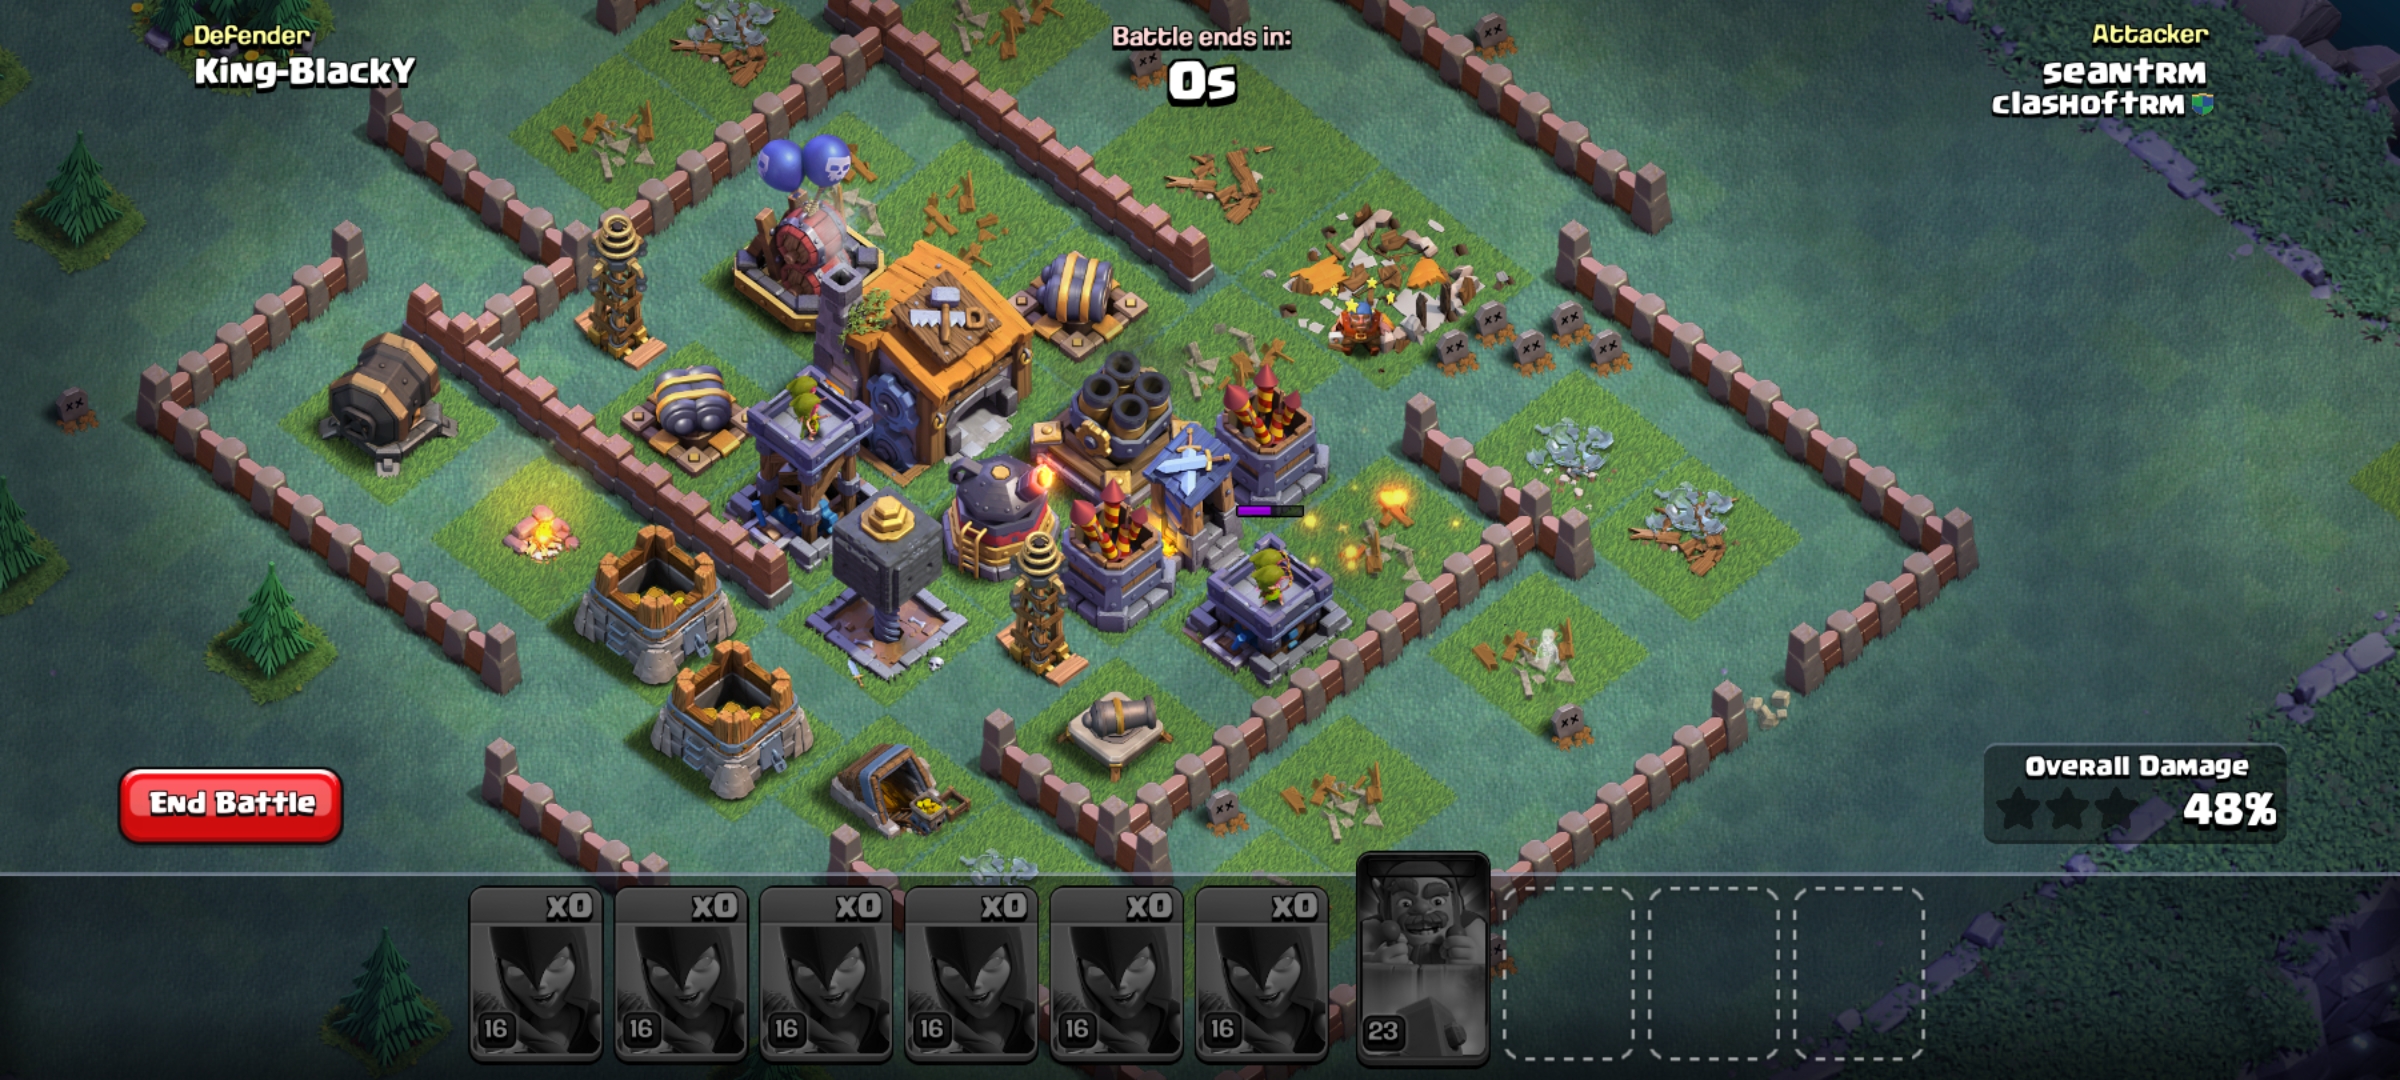 Defender
King-BlackY
Battle ends in:
0s
Attacker
seantRM
clashoftRM
End Battle
Overall Damage
48%
x0
x0
x0
x0
x0
x0
16
16
16
16
16
16
23